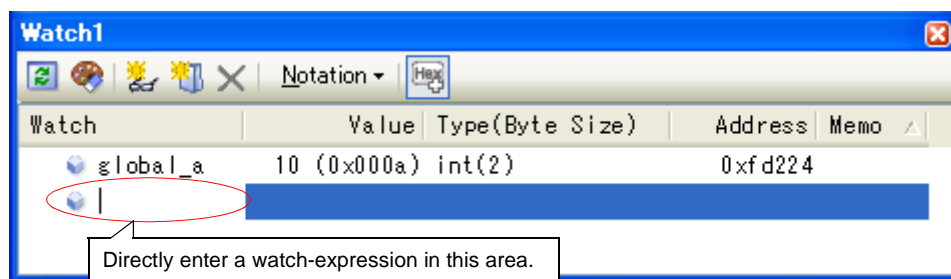 Watch1
Notation Hex
Watch Value Type(Byte Size) Address Memo
global_a 10 (0x000a) int(2) 0xfd224
Directly enter a watch-expression in this area.